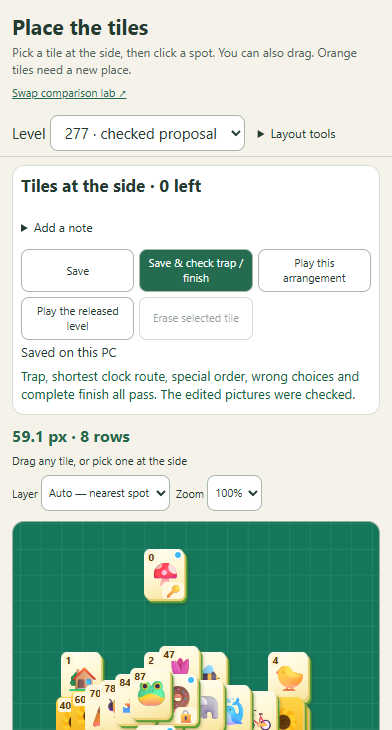 Place the tiles
Pick a tile at the side, then click a spot. You can also drag. Orange
tiles need a new place.
Swap comparison lab ↗
Level 277 · checked proposal ▶ Layout tools
Tiles at the side · 0 left
▶ Add a note
Save
Save & check trap /
finish
Play this
arrangement
Play the released
level
Erase selected tile
Saved on this PC
Trap, shortest clock route, special order, wrong choices and
complete finish all pass. The edited pictures were checked.
59.1 px · 8 rows
Drag any tile, or pick one at the side
Layer Auto — nearest spot Zoom 100%
0
1 2 47 4
40 60 70 78 84 87